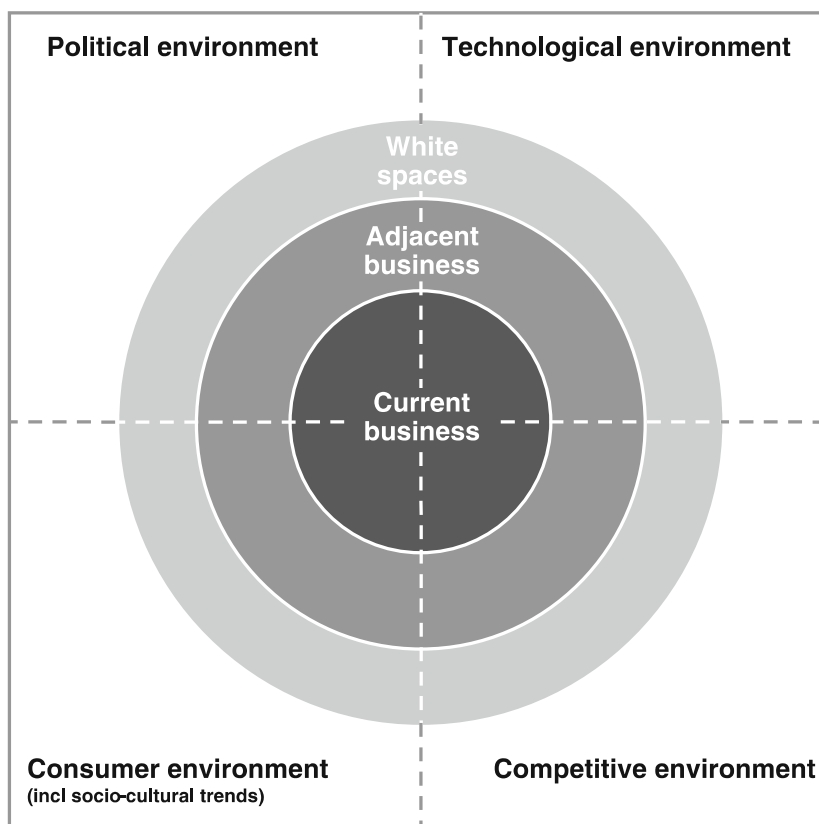 Political environment
Technological environment
White
spaces
Adjacent
business
Current
business
Consumer environment
(incl socio-cultural trends)
Competitive environment